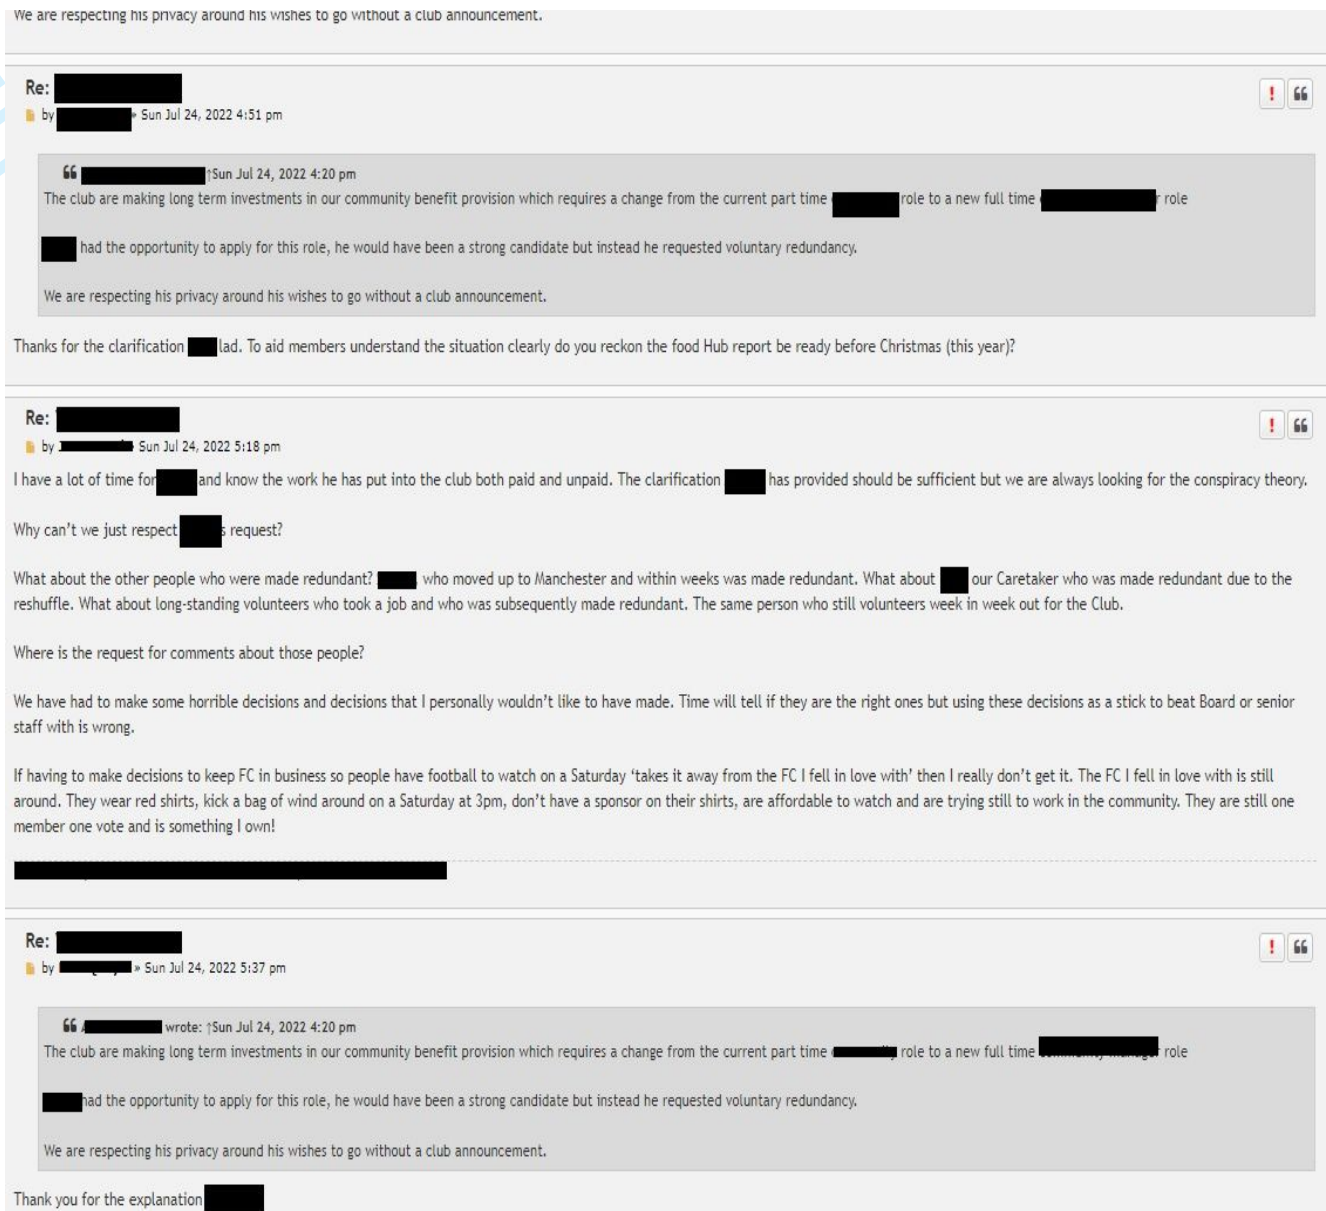 We are respecting his privacy around his wishes to go without a club announcement.
Re:
by » Sun Jul 24, 2022 4:51 pm
↑Sun Jul 24, 2022 4:20 pm
The club are making long term investments in our community benefit provision which requires a change from the current part time role to a new full time role
had the opportunity to apply for this role, he would have been a strong candidate but instead he requested voluntary redundancy.
We are respecting his privacy around his wishes to go without a club announcement.
Thanks for the clarification lad. To aid members understand the situation clearly do you reckon the food Hub report be ready before Christmas (this year)?
Re:
by Sun Jul 24, 2022 5:18 pm
I have a lot of time for and know the work he has put into the club both paid and unpaid. The clarification has provided should be sufficient but we are always looking for the conspiracy theory.
Why can't we just respect s request?
What about the other people who were made redundant? , who moved up to Manchester and within weeks was made redundant. What about our Caretaker who was made redundant due to the
reshuffle. What about long-standing volunteers who took a job and who was subsequently made redundant. The same person who still volunteers week in week out for the Club.
Where is the request for comments about those people?
We have had to make some horrible decisions and decisions that I personally wouldn't like to have made. Time will tell if they are the right ones but using these decisions as a stick to beat Board or senior
staff with is wrong.
If having to make decisions to keep FC in business so people have football to watch on a Saturday 'takes it away from the FC I fell in love with' then I really don't get it. The FC I fell in love with is still
around. They wear red shirts, kick a bag of wind around on a Saturday at 3pm, don't have a sponsor on their shirts, are affordable to watch and are trying still to work in the community. They are still one
member one vote and is something I own!
Re:
by » Sun Jul 24, 2022 5:37 pm
wrote: ↑Sun Jul 24, 2022 4:20 pm
The club are making long term investments in our community benefit provision which requires a change from the current part time role to a new full time role
had the opportunity to apply for this role, he would have been a strong candidate but instead he requested voluntary redundancy.
We are respecting his privacy around his wishes to go without a club announcement.
Thank you for the explanation